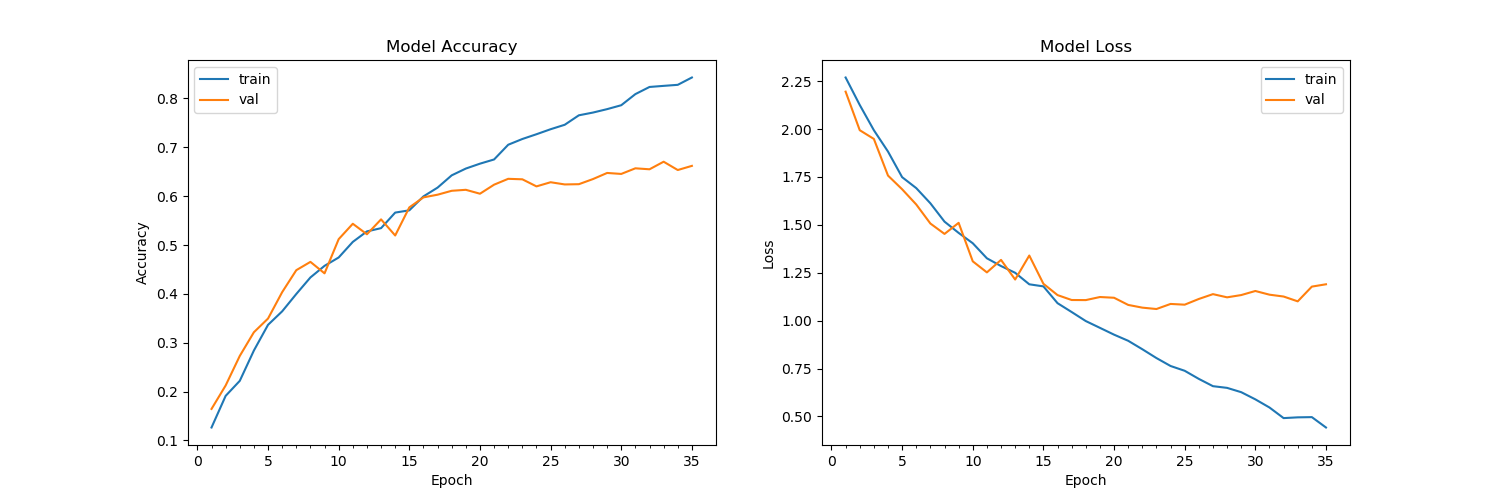 Model Accuracy
train
val
0.8
0.7
0.6
0.5
0.4
0.3
0.2
0.1
Accuracy
0 5 10 15 20 25 30 35
Epoch
Model Loss
train
val
2.25
2.00
1.75
1.50
1.25
1.00
0.75
0.50
Loss
0 5 10 15 20 25 30 35
Epoch